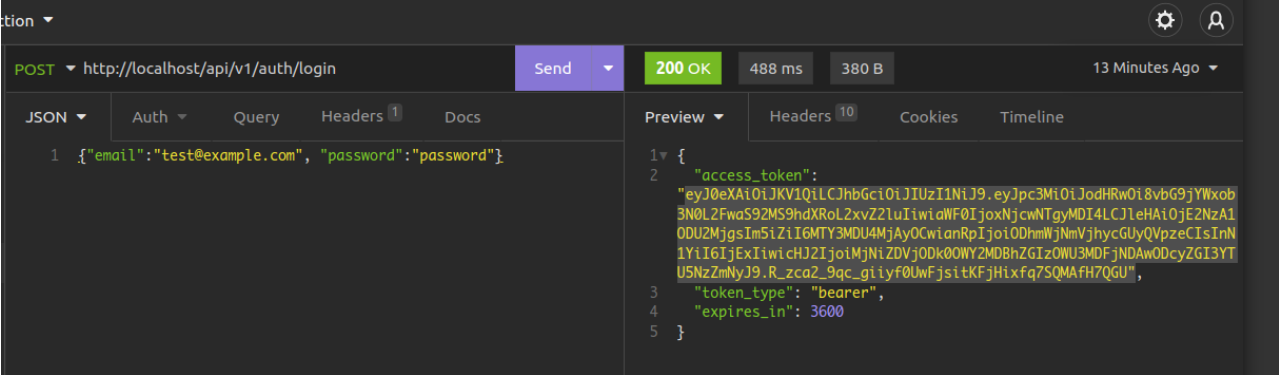 ction
POST http://localhost/api/v1/auth/login Send 200 OK 488 ms 380 B 13 Minutes Ago
JSON Auth Query Headers 1 Docs
1 {"email":"test@example.com", "password":"password"}
Preview Headers 10 Cookies Timeline
1 {
2 "access_token":
"eyJ0eXAiOiJKV1QiLCJhbGciOiJIUzI1NiJ9.eyJpc3MiOiJodHRwOi8vbG9jYWxob
3N0L2FwaS92MS9hdXRoL2xvZ2luIiwiaWF0IjoxNjcwNTgyMDI4LCJleHAiOjE2NzA1
ODU2MjgsIm5iZiI6MTY3MDU4MjAyOCwianRpIjoiODhmWjNmVjhycGUyQVpzeCIsInN
1YiI6IjExIiwicHJ2IjoiMjNiZDVjODk0OWY2MDBhZGIzOWU3MDFjNDAwODcyZGI3YT
U5NzZmNyJ9.R_zca2_9qc_giiyf0UwFjsitKFjHixfq7SQMAfH7QGU",
3 "token_type": "bearer",
4 "expires_in": 3600
5 }